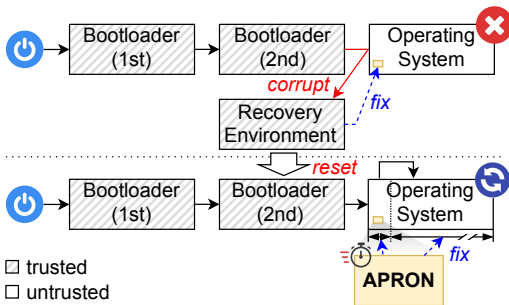 Bootloader
(1st)
Bootloader
(2nd)
Operating
System
corrupt
fix
Recovery
Environment
reset
Bootloader
(1st)
Bootloader
(2nd)
Operating
System
fix
APRON
trusted
untrusted